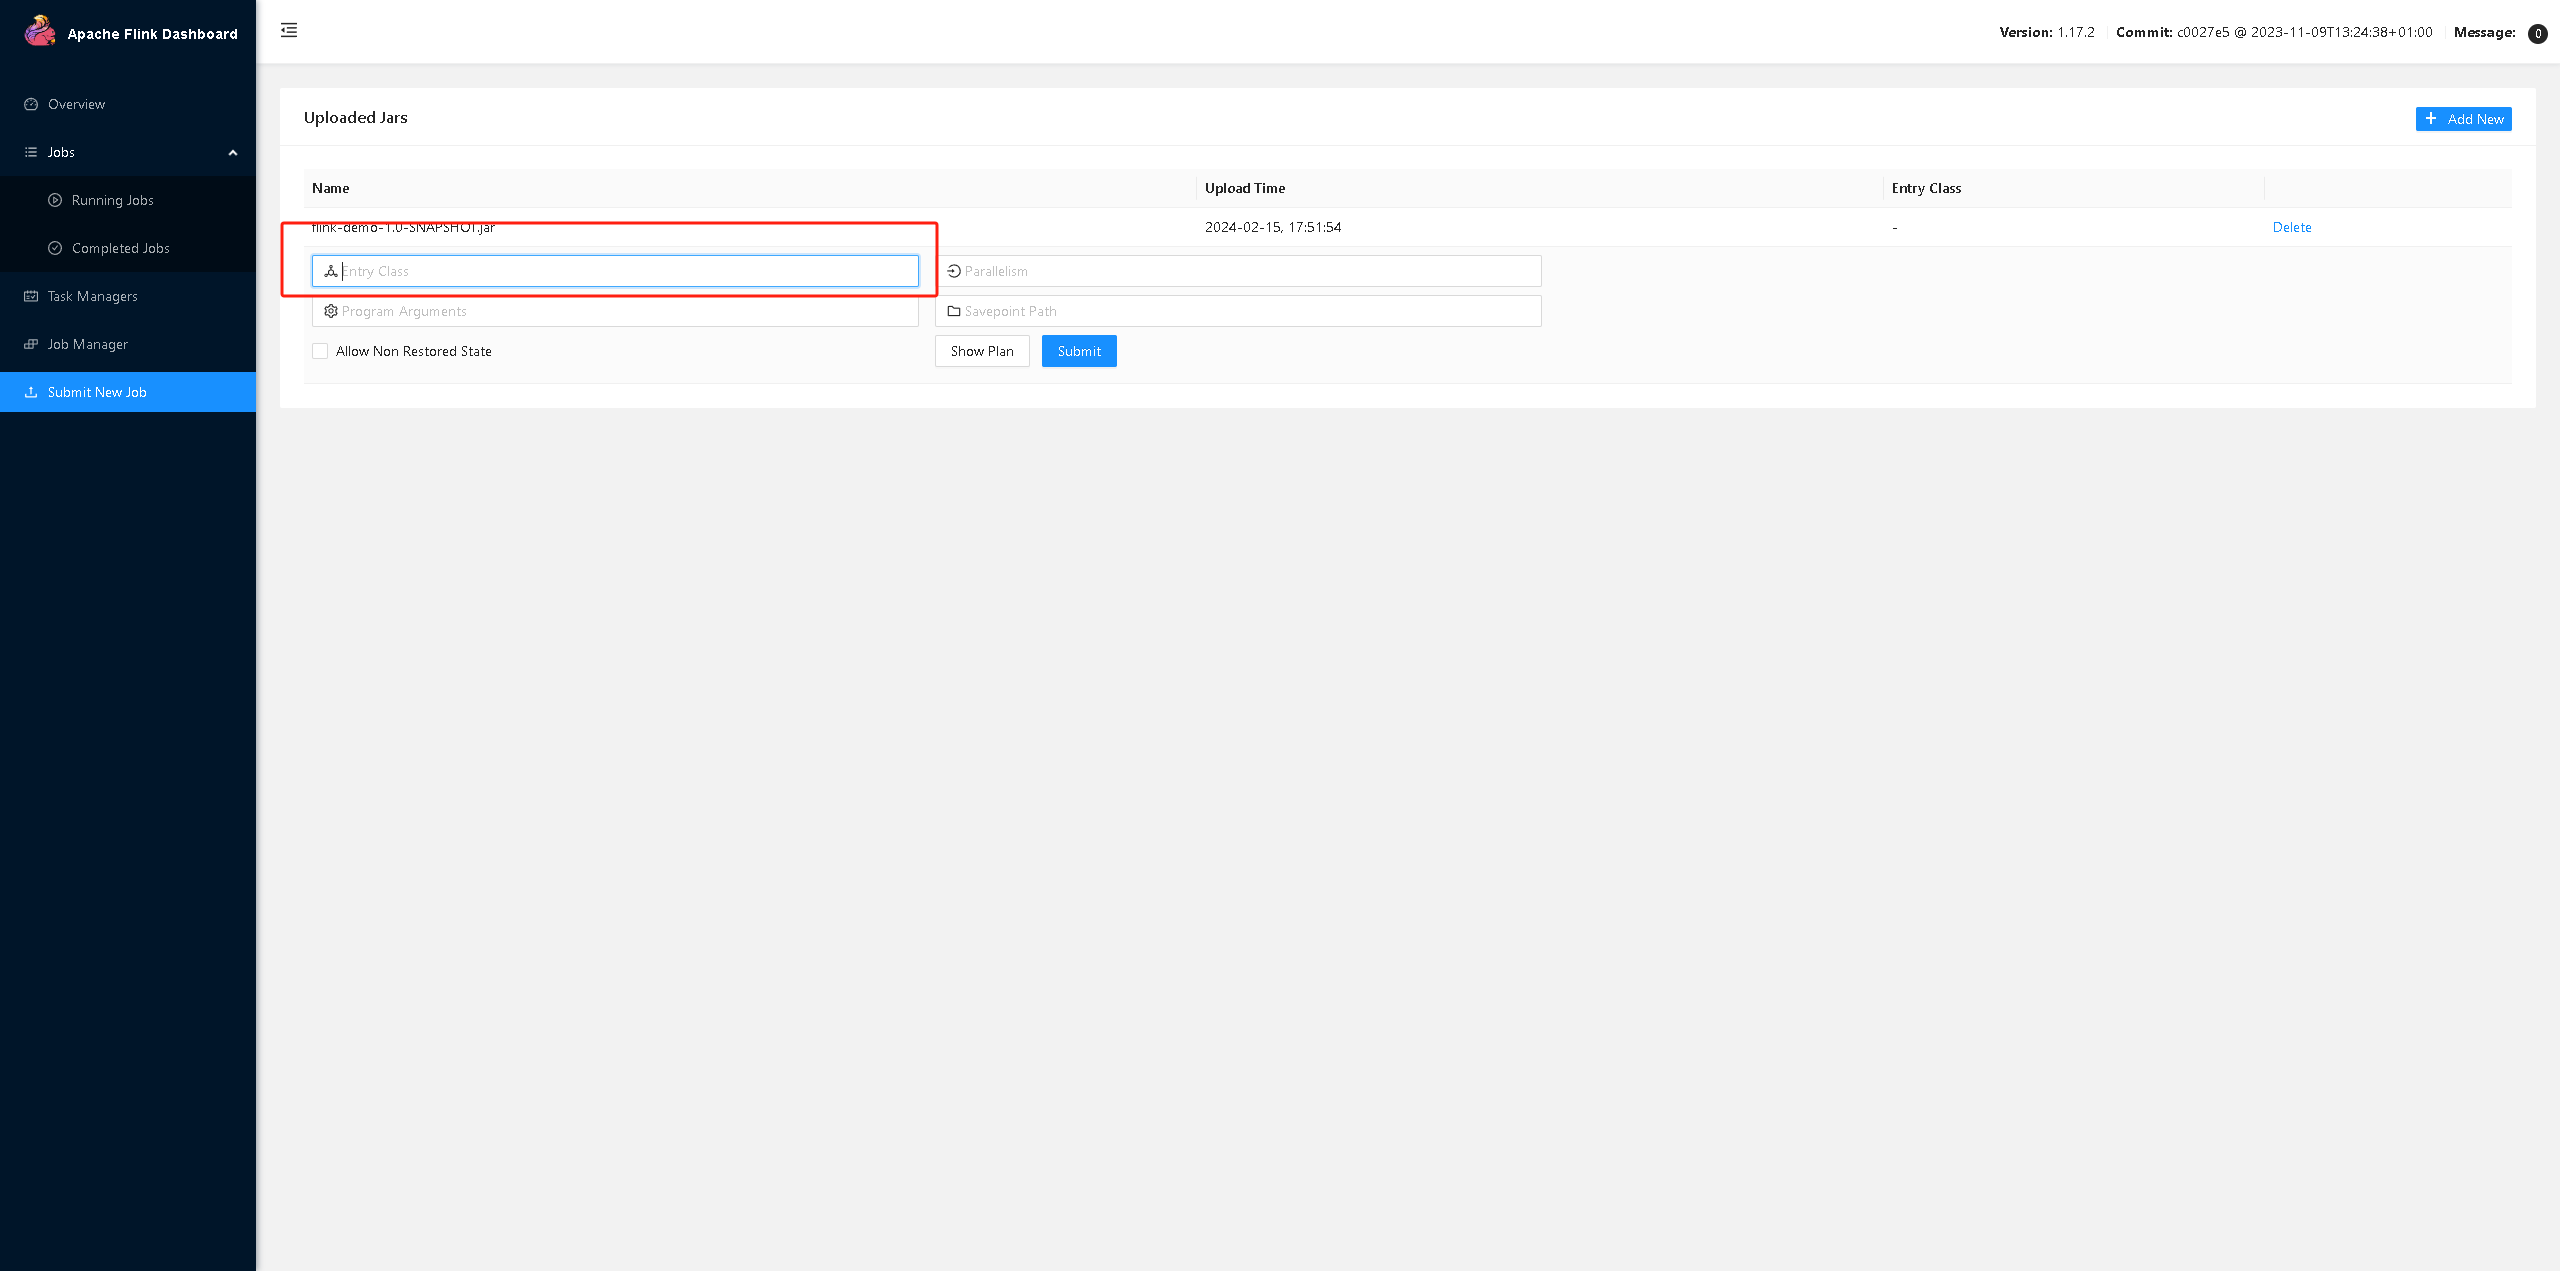 Apache Flink Dashboard
Version: 1.17.2 Commit: c0027e5 @ 2023-11-09T13:24:38+01:00 Message: 0
Overview
Jobs
Running Jobs
Completed Jobs
Task Managers
Job Manager
Submit New Job
Uploaded Jars
Add New
Name Upload Time Entry Class
flink-demo-1.0-SNAPSHOT.jar 2024-02-15, 17:51:54 - Delete
Entry Class Parallelism
Program Arguments Savepoint Path
Allow Non Restored State Show Plan Submit